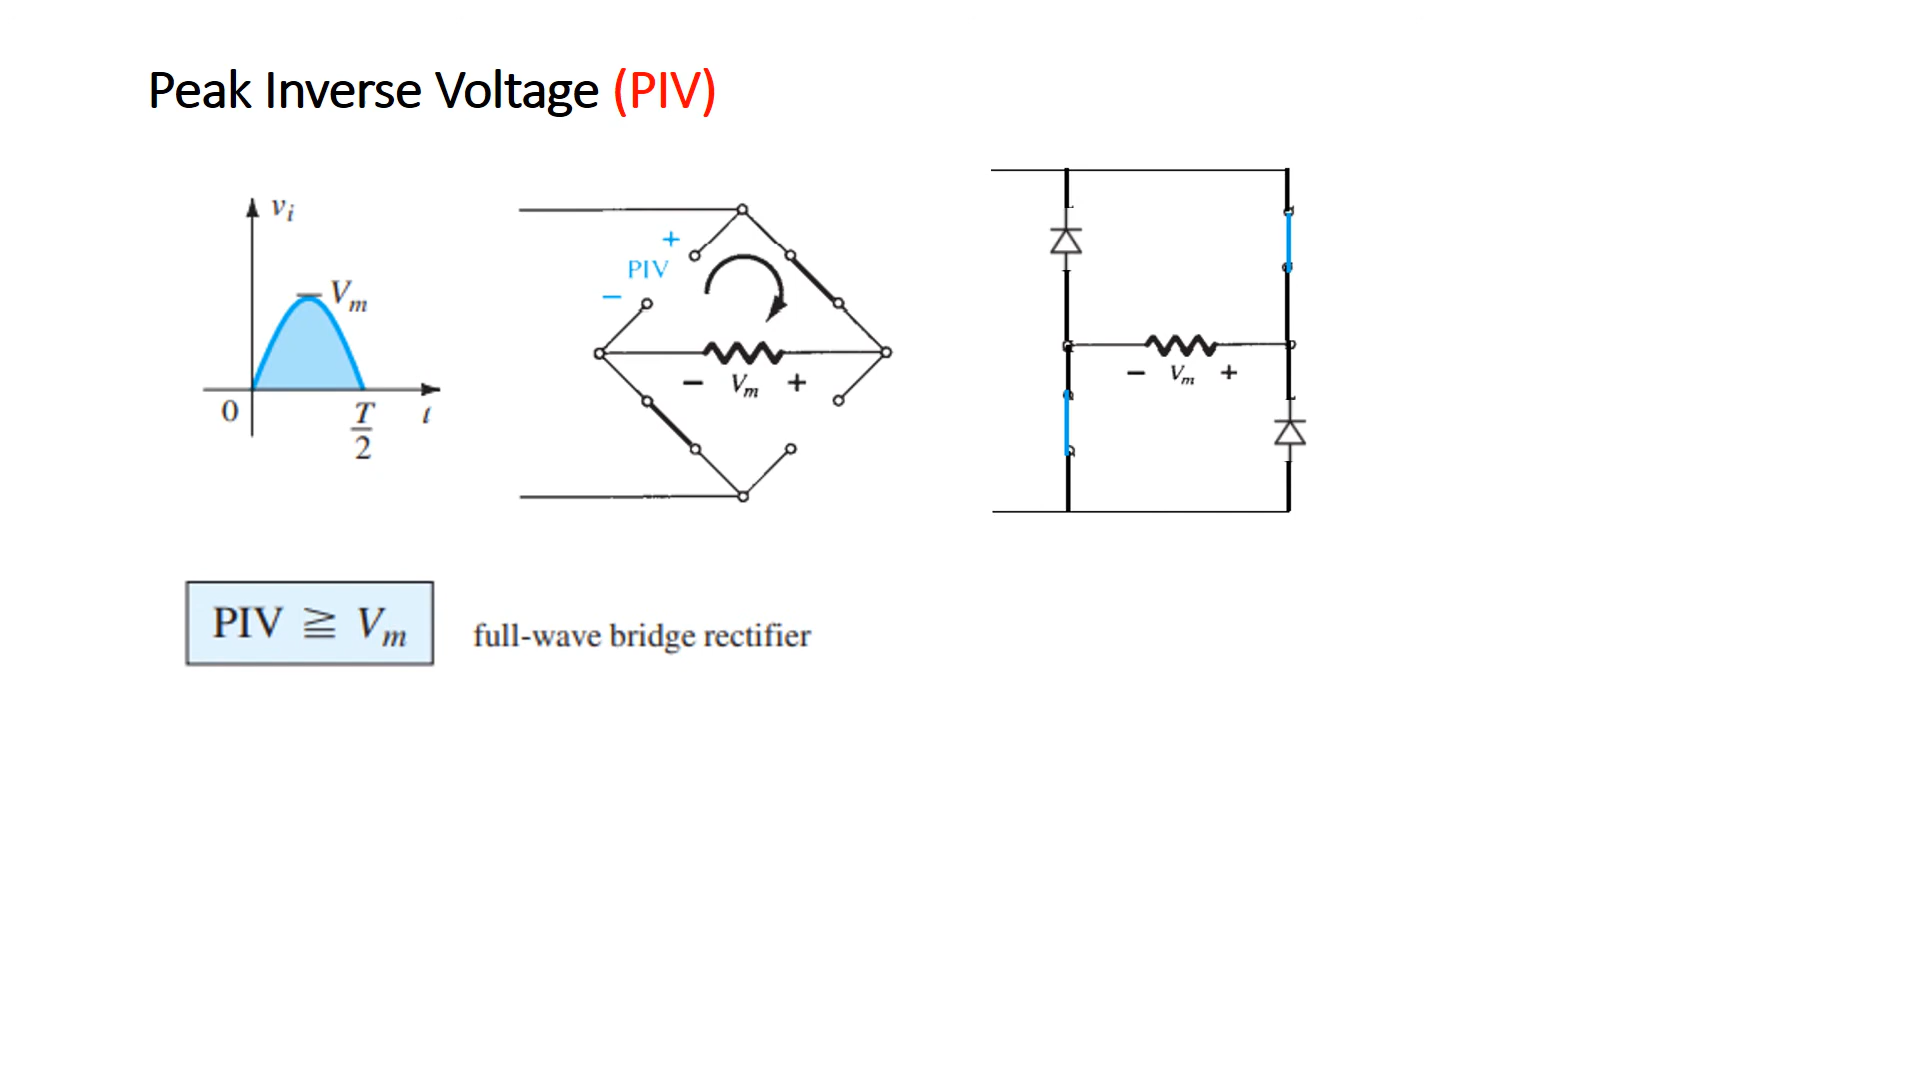 Peak Inverse Voltage (PIV)
vi
Vm
0
T
2
t
+
PIV
−
− Vm +
− Vm +
PIV ≧ Vm
full-wave bridge rectifier